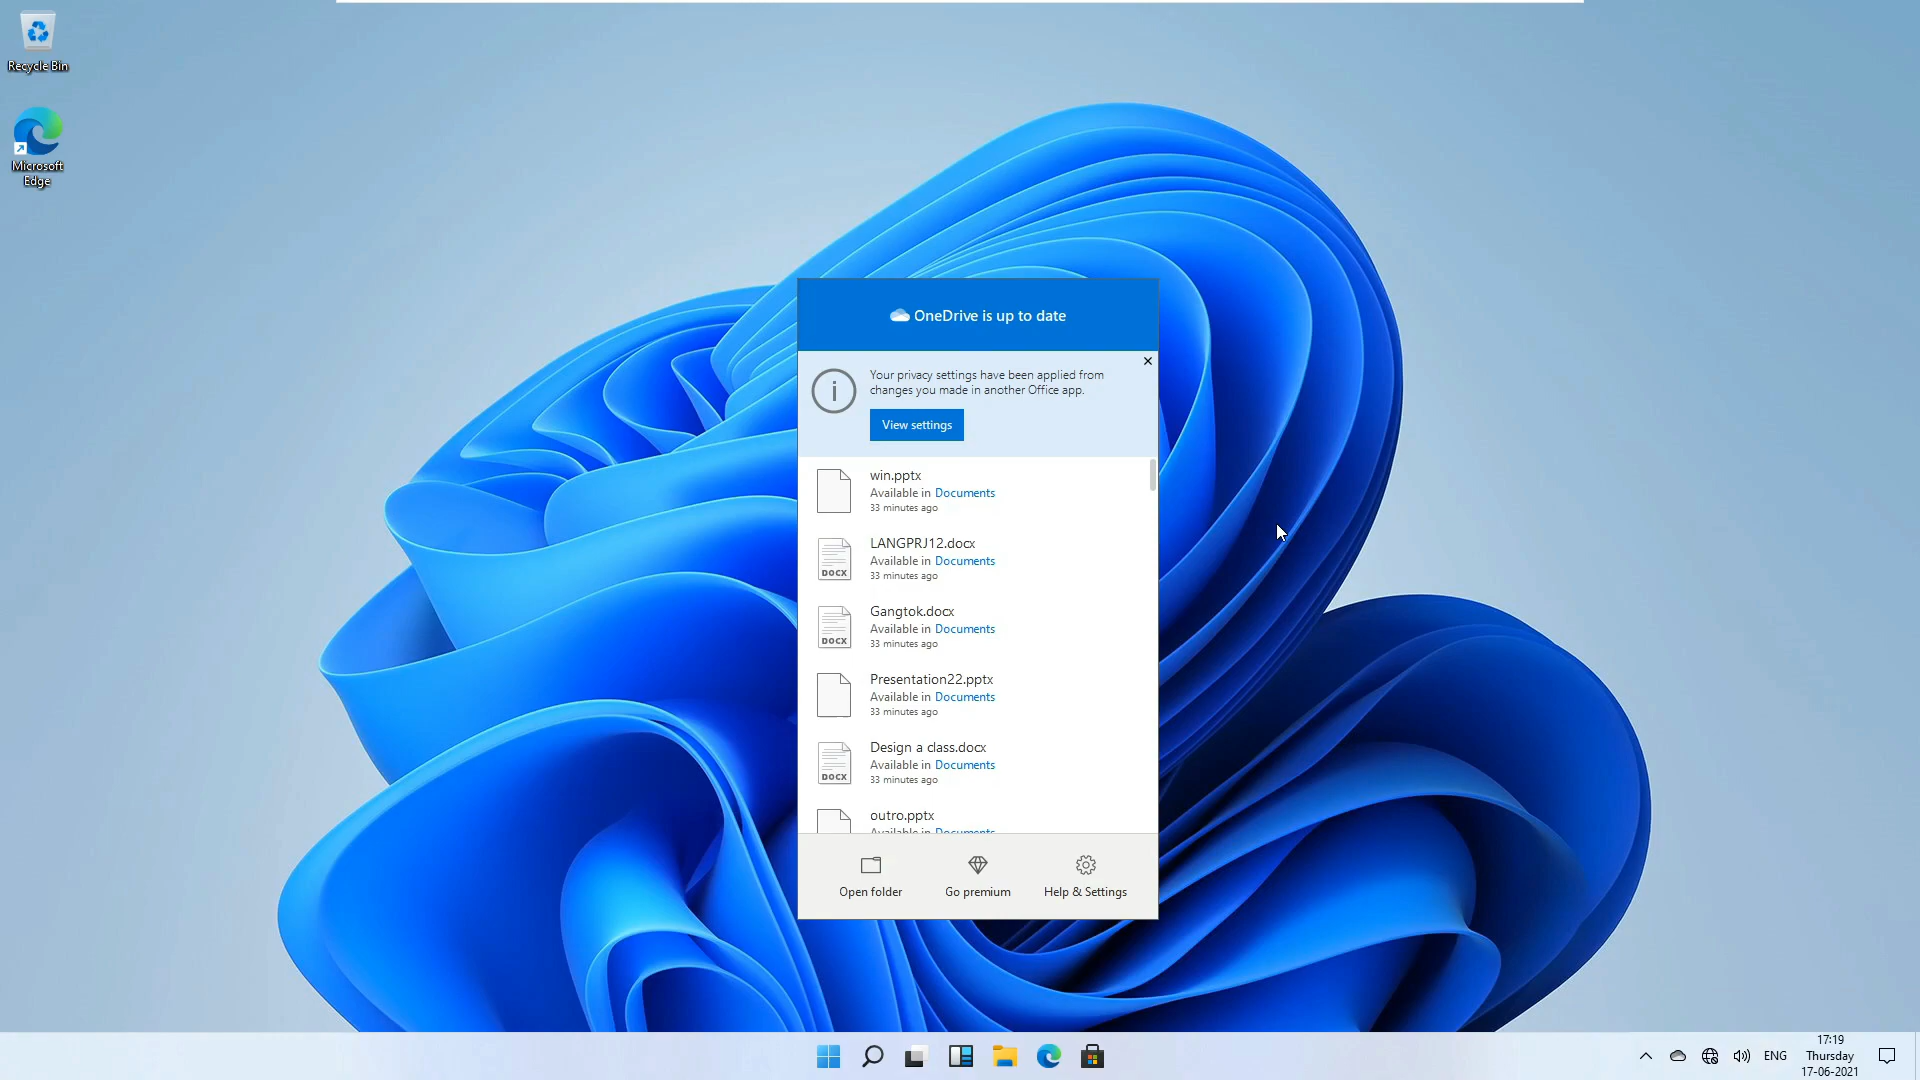 Recycle Bin
Microsoft
Edge
OneDrive is up to date
Your privacy settings have been applied from
changes you made in another Office app.
View settings
win.pptx
Available in Documents
33 minutes ago
LANGPRJ12.docx
Available in Documents
33 minutes ago
DOCX
Gangtok.docx
Available in Documents
33 minutes ago
DOCX
Presentation22.pptx
Available in Documents
33 minutes ago
Design a class.docx
Available in Documents
33 minutes ago
DOCX
outro.pptx
Available in Documents
Open folder
Go premium
Help & Settings
ENG
17:19
Thursday
17-06-2021